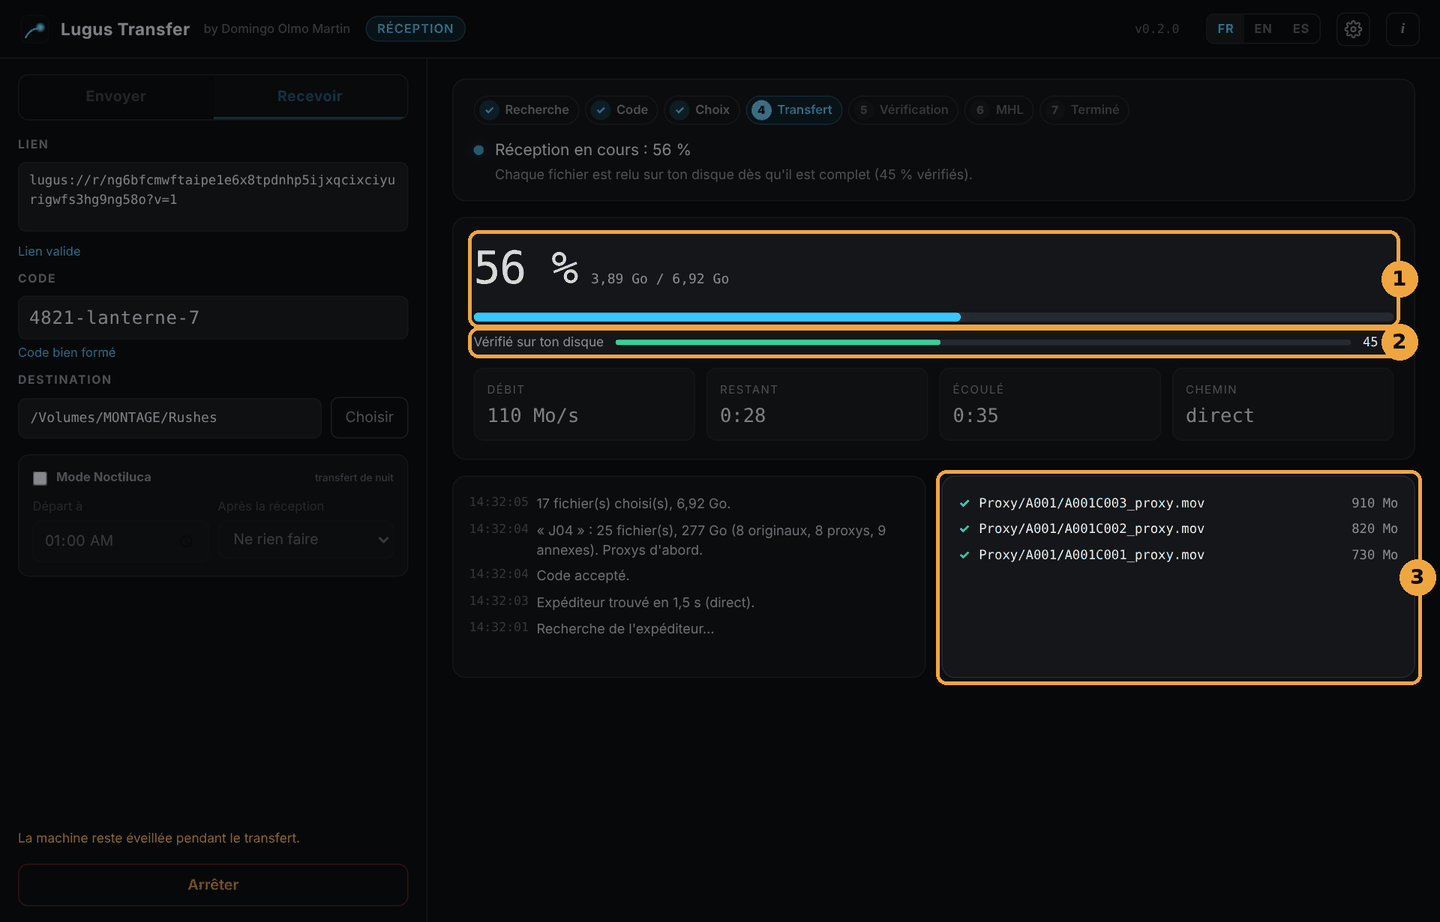 Lugus Transfer by Domingo Olmo Martin RÉCEPTION
v0.2.0 FR EN ES i
Envoyer Recevoir
LIEN
lugus://r/ng6bfcmwftaipe1e6x8tpdnhp5ijxqcixciyu
rigwfs3hg9ng58o?v=1
Lien valide
CODE
4821-lanterne-7
Code bien formé
DESTINATION
/Volumes/MONTAGE/Rushes Choisir
Mode Noctiluca transfert de nuit
Départ à Après la réception
01:00 AM Ne rien faire
La machine reste éveillée pendant le transfert.
Arrêter
Recherche Code Choix 4 Transfert 5 Vérification 6 MHL 7 Terminé
Réception en cours : 56 %
Chaque fichier est relu sur ton disque dès qu'il est complet (45 % vérifiés).
56 % 3,89 Go / 6,92 Go
1
Vérifié sur ton disque 45
2
DÉBIT RESTANT ÉCOULÉ CHEMIN
110 Mo/s 0:28 0:35 direct
14:32:05 17 fichier(s) choisi(s), 6,92 Go.
14:32:04 « J04 » : 25 fichier(s), 277 Go (8 originaux, 8 proxys, 9
annexes). Proxys d'abord.
14:32:04 Code accepté.
14:32:03 Expéditeur trouvé en 1,5 s (direct).
14:32:01 Recherche de l'expéditeur...
Proxy/A001/A001C003_proxy.mov 910 Mo
Proxy/A001/A001C002_proxy.mov 820 Mo
Proxy/A001/A001C001_proxy.mov 730 Mo
3